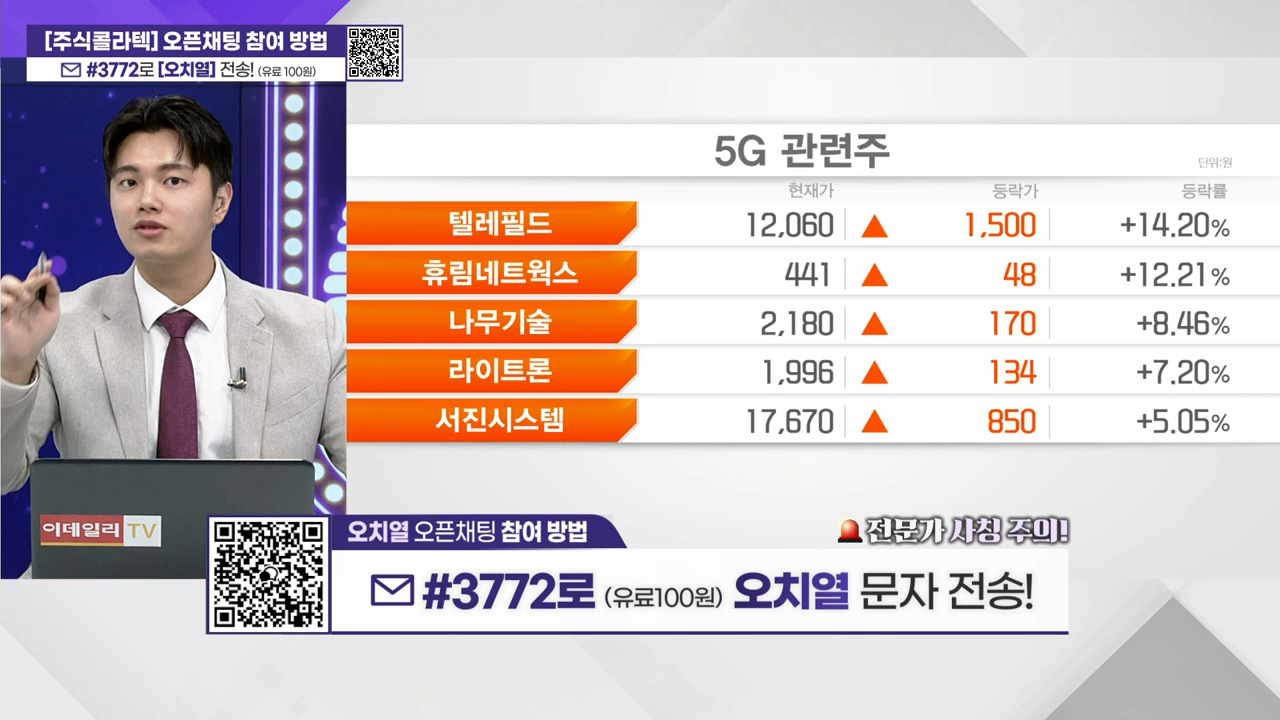 [주식콜라텍] 오픈채팅 참여 방법
#3772로 [오치열] 전송! (유료 100원)
5G 관련주
단위:원
현재가 등락가 등락률
텔레필드 12,060 ▲ 1,500 +14.20%
휴림네트웍스 441 ▲ 48 +12.21%
나무기술 2,180 ▲ 170 +8.46%
라이트론 1,996 ▲ 134 +7.20%
서진시스템 17,670 ▲ 850 +5.05%
이데일리TV
오치열 오픈채팅 참여 방법
전문가 사칭 주의!
#3772로 (유료100원) 오치열 문자 전송!